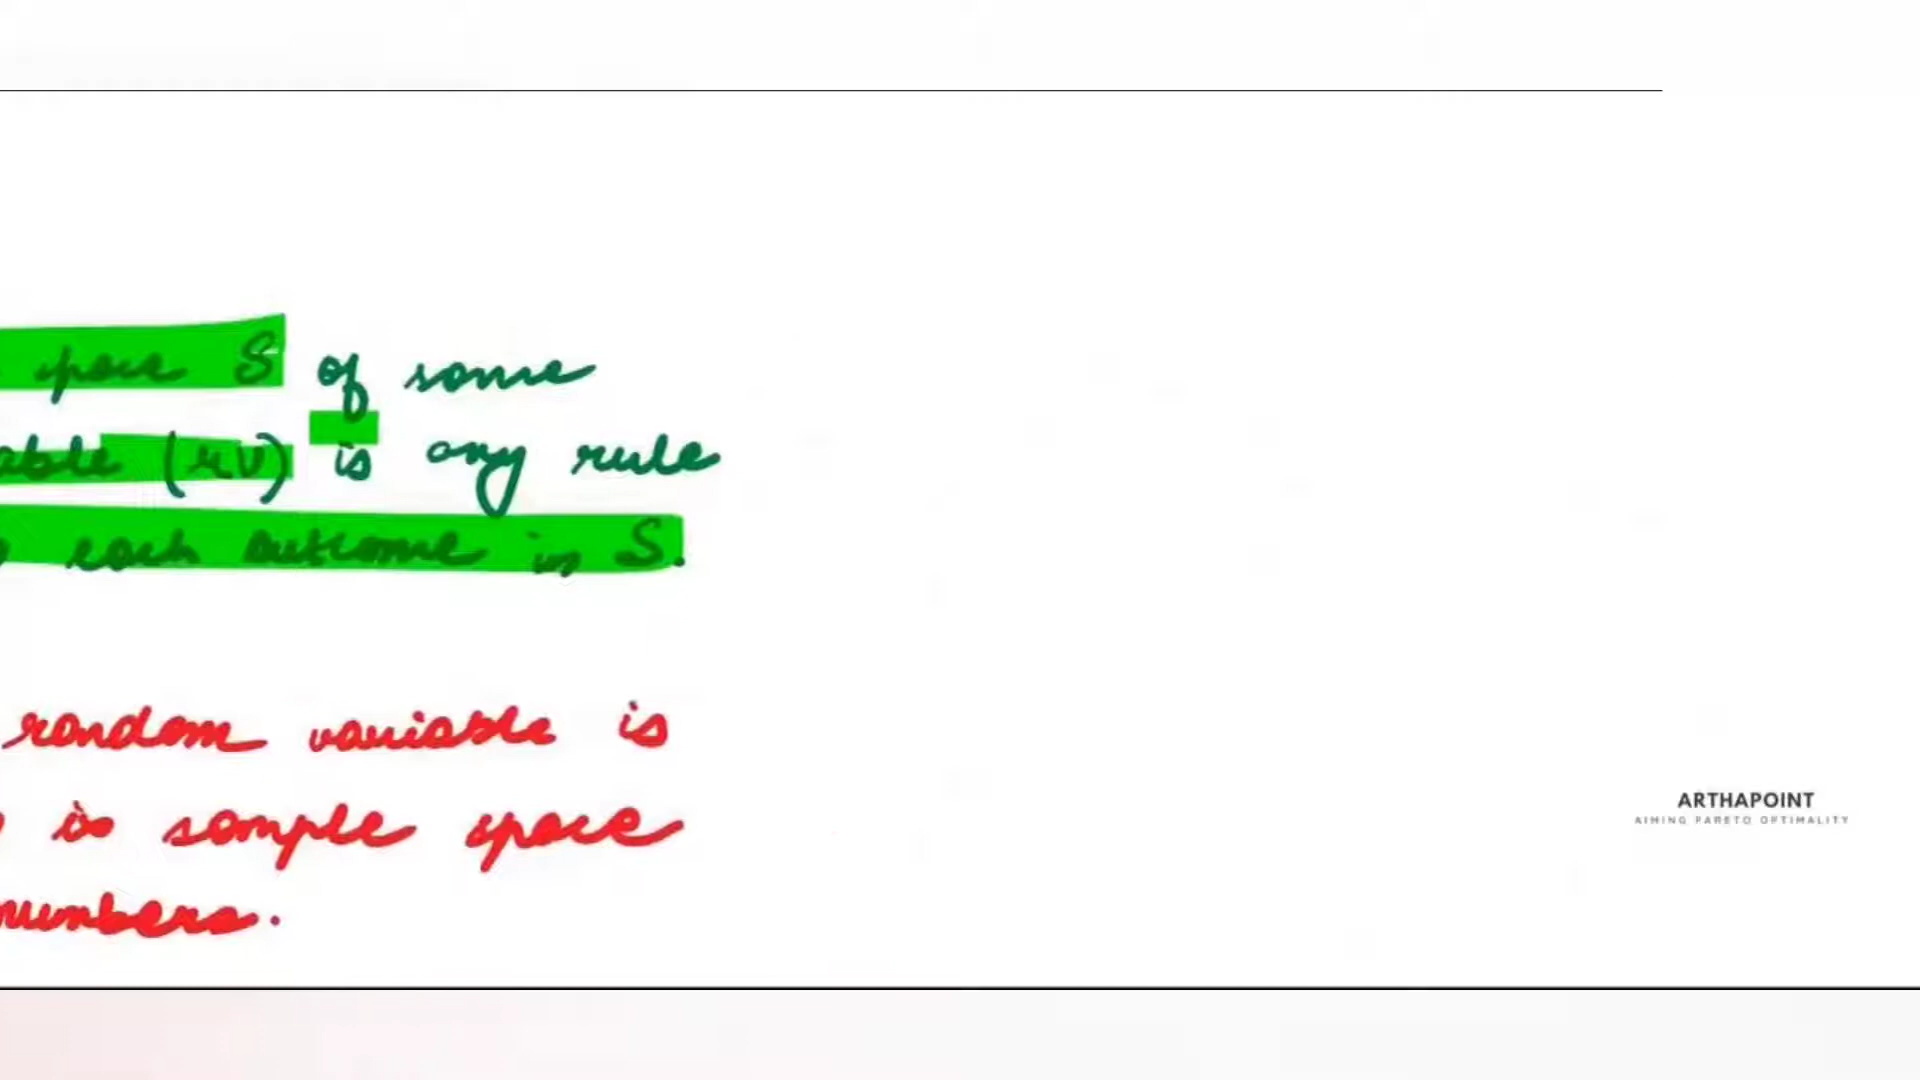 space S of some
able (rv) is any rule
each outcome in S.
random variable is
is sample space
numbers.
ARTHAPOINT
AIMING PARETO OPTIMALITY